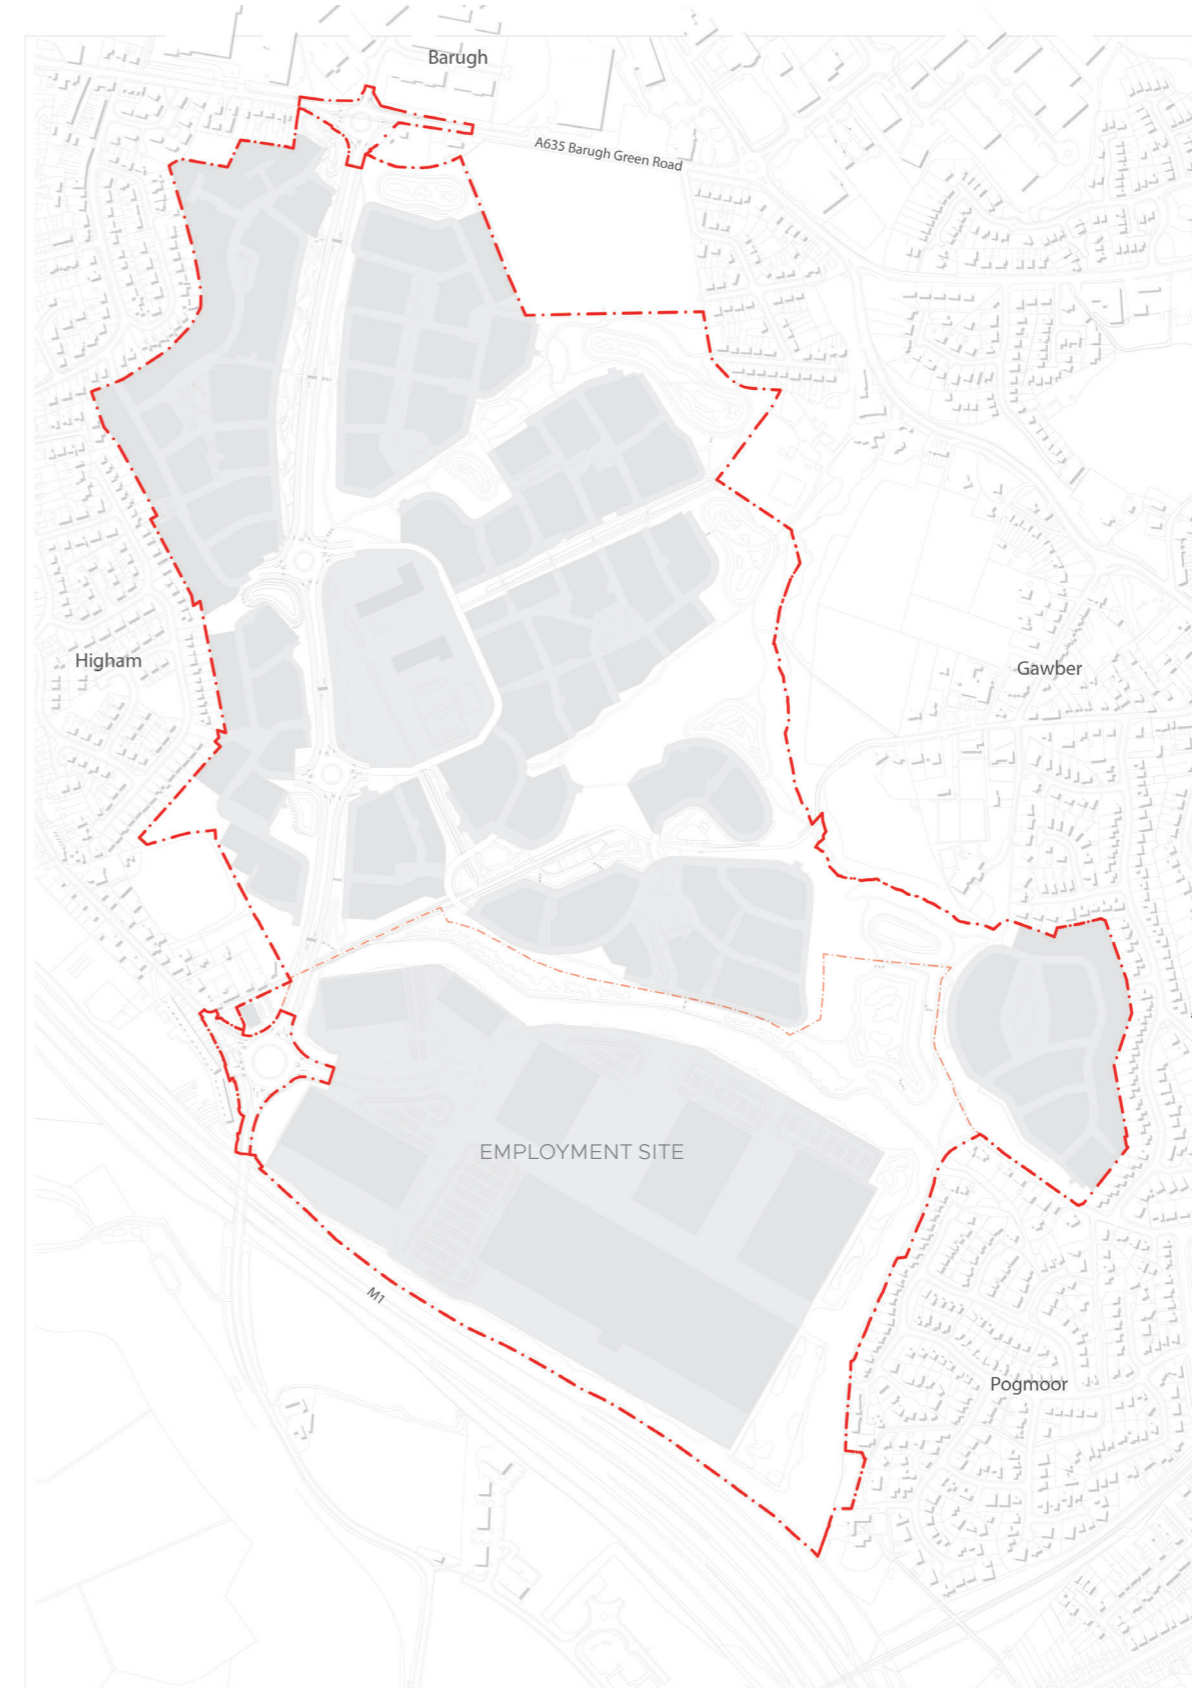 Barugh
A635 Barugh Green Road
Higham
Gawber
EMPLOYMENT SITE
M1
Pogmoor